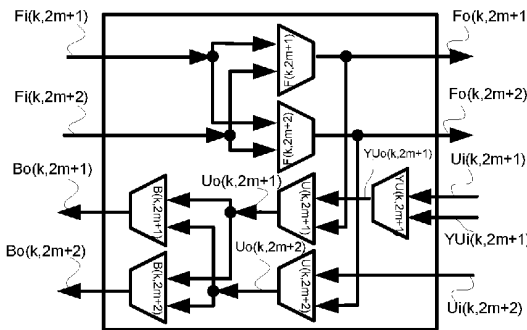 Fi(k,2m+1)
Fo(k,2m+1)
F(k,2m+1)
Fi(k,2m+2)
Fo(k,2m+2)
F(k,2m+2)
Bo(k,2m+1)
Uo(k,2m+1)
YUo(k,2m+1)
Ui(k,2m+1)
B(k,2m+1)
U(k,2m+1)
YU(k,2m+1)
YUi(k,2m+1)
Bo(k,2m+2)
Uo(k,2m+2)
B(k,2m+2)
U(k,2m+2)
Ui(k,2m+2)